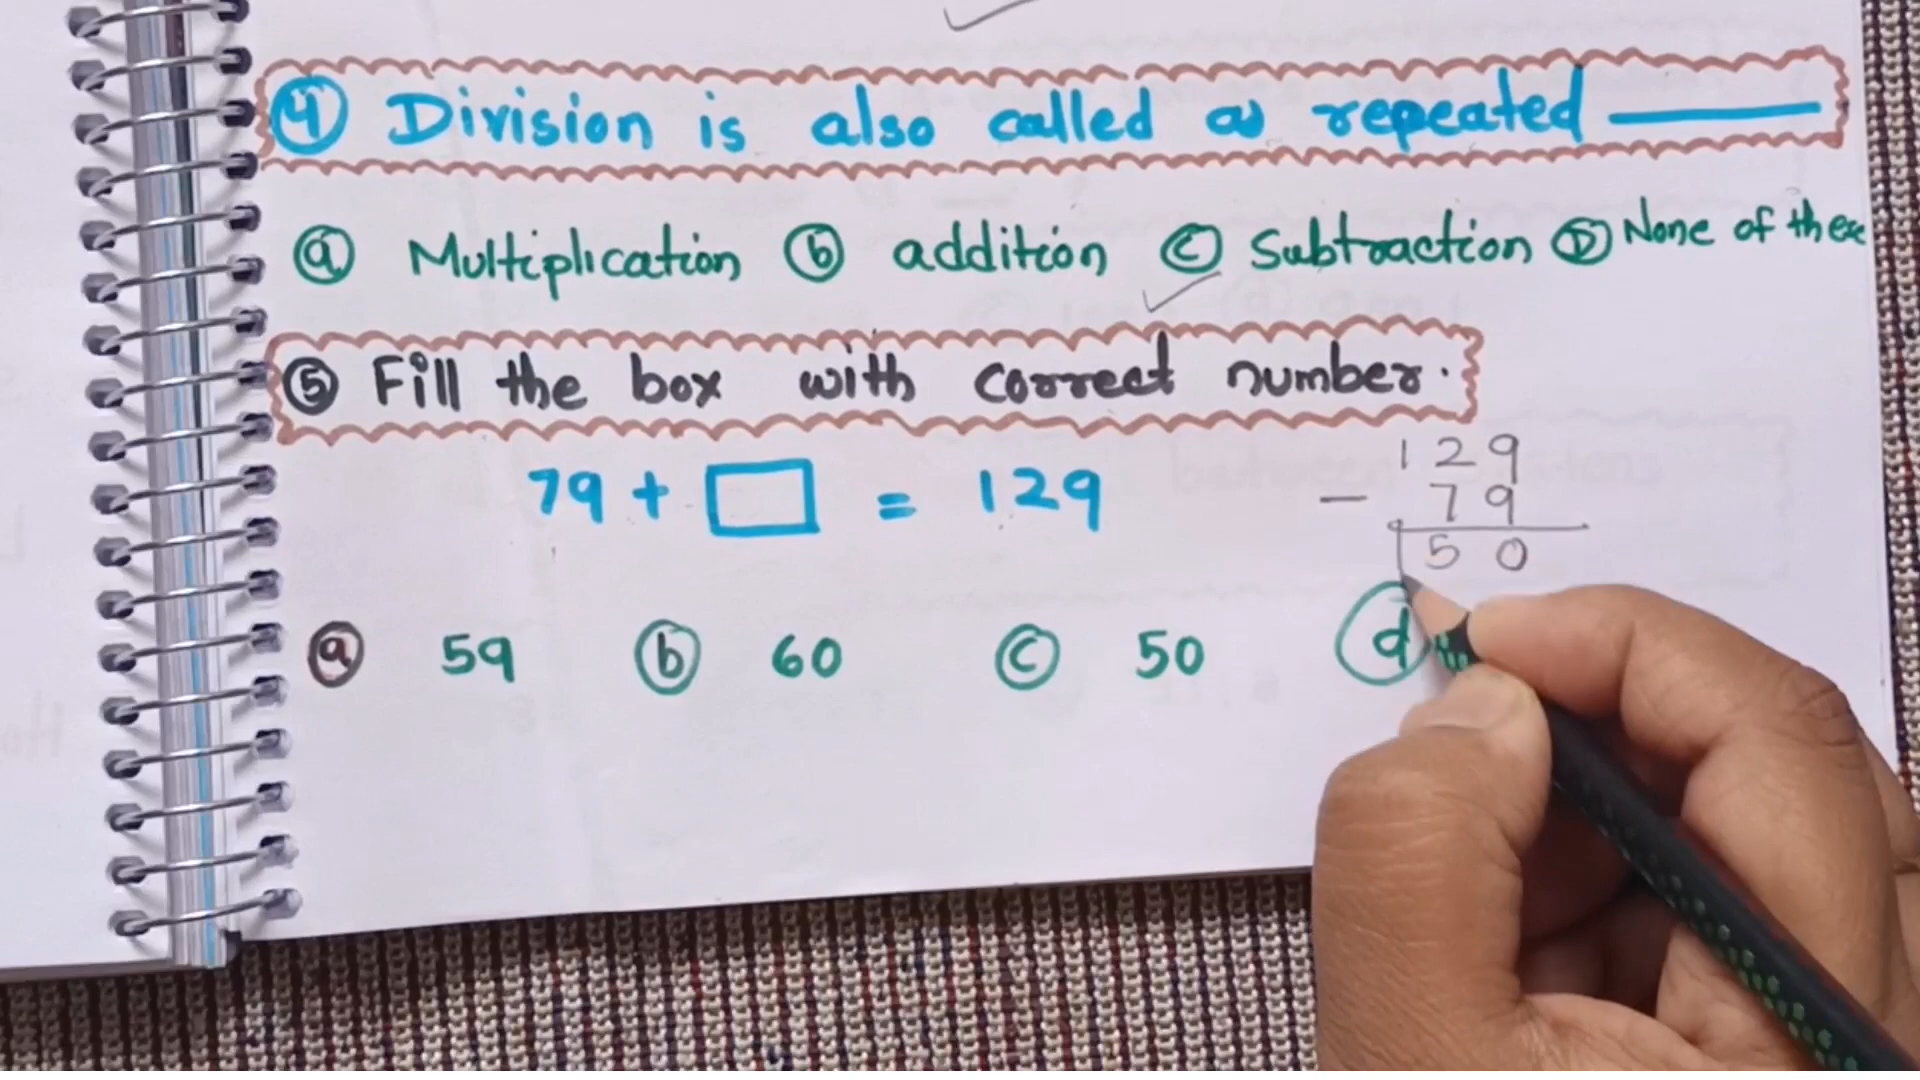 ④ Division is also called as repeated ———
ⓐ Multiplication ⓑ addition ⓒ Subtraction Ⓓ None of these
⑤ Fill the box with correct number.
79 + □ = 129
129
- 79
50
ⓐ 59 ⓑ 60 ⓒ 50 ⓓ